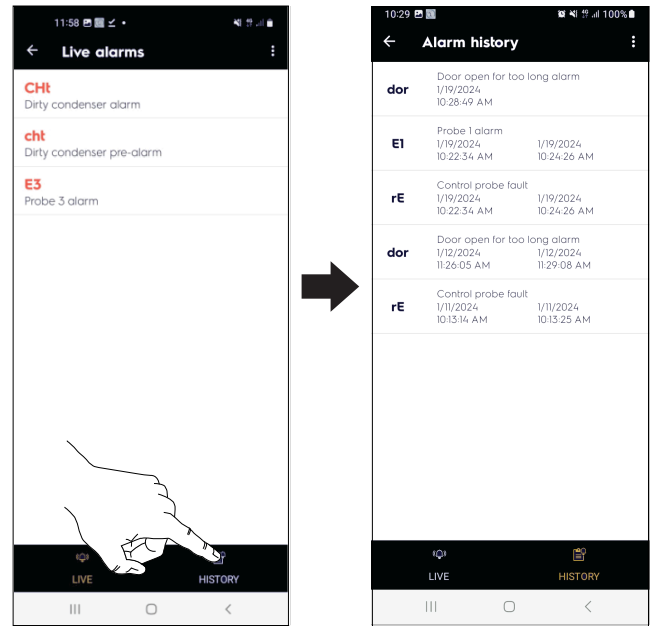 11:58
Live alarms
CHt
Dirty condenser alarm
cht
Dirty condenser pre-alarm
E3
Probe 3 alarm
LIVE
HISTORY
10:29
100%
Alarm history
dor
Door open for too long alarm
1/19/2024
10:28:49 AM
E1
Probe 1 alarm
1/19/2024 1/19/2024
10:22:34 AM 10:24:26 AM
rE
Control probe fault
1/19/2024 1/19/2024
10:22:34 AM 10:24:26 AM
dor
Door open for too long alarm
1/12/2024 1/12/2024
11:26:05 AM 11:29:08 AM
rE
Control probe fault
1/11/2024 1/11/2024
10:13:14 AM 10:13:25 AM
LIVE
HISTORY